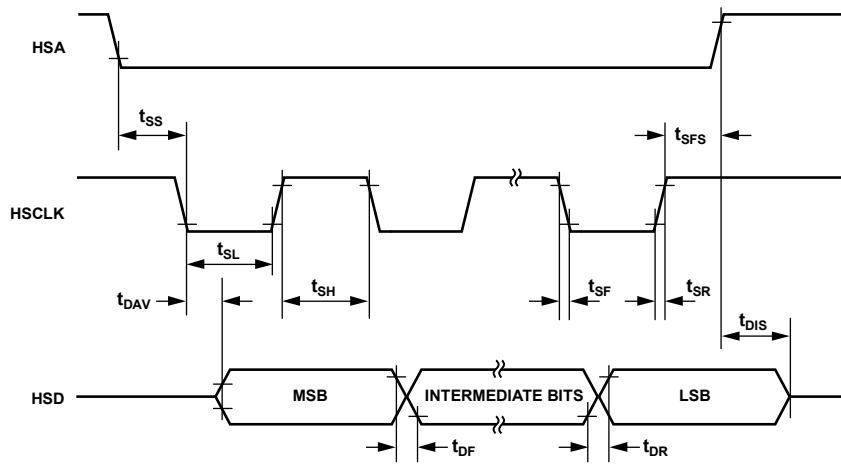 HSA
tSS
tSFS
HSCLK
tSL
tDAV
tSH
tSF
tSR
tDIS
HSD
MSB
INTERMEDIATE BITS
LSB
tDF
tDR